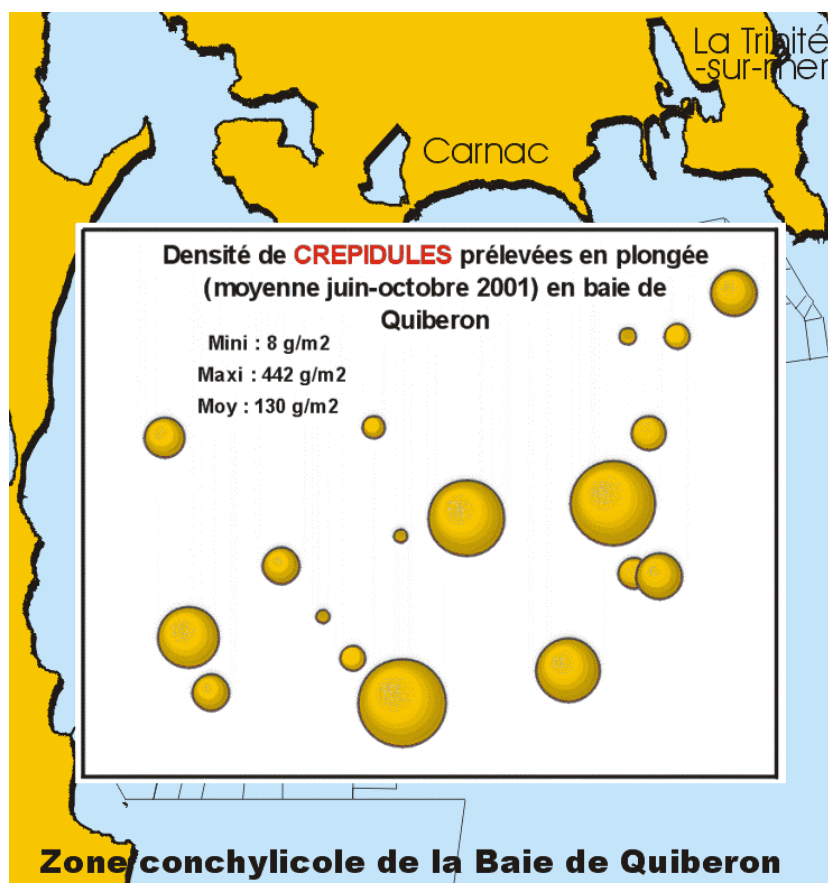 La Trinité
-sur-mer
Carnac
Densité de CREPIDULES prélevées en plongée
(moyenne juin-octobre 2001) en baie de
Quiberon
Mini : 8 g/m2
Maxi : 442 g/m2
Moy : 130 g/m2
Zone conchylicole de la Baie de Quiberon